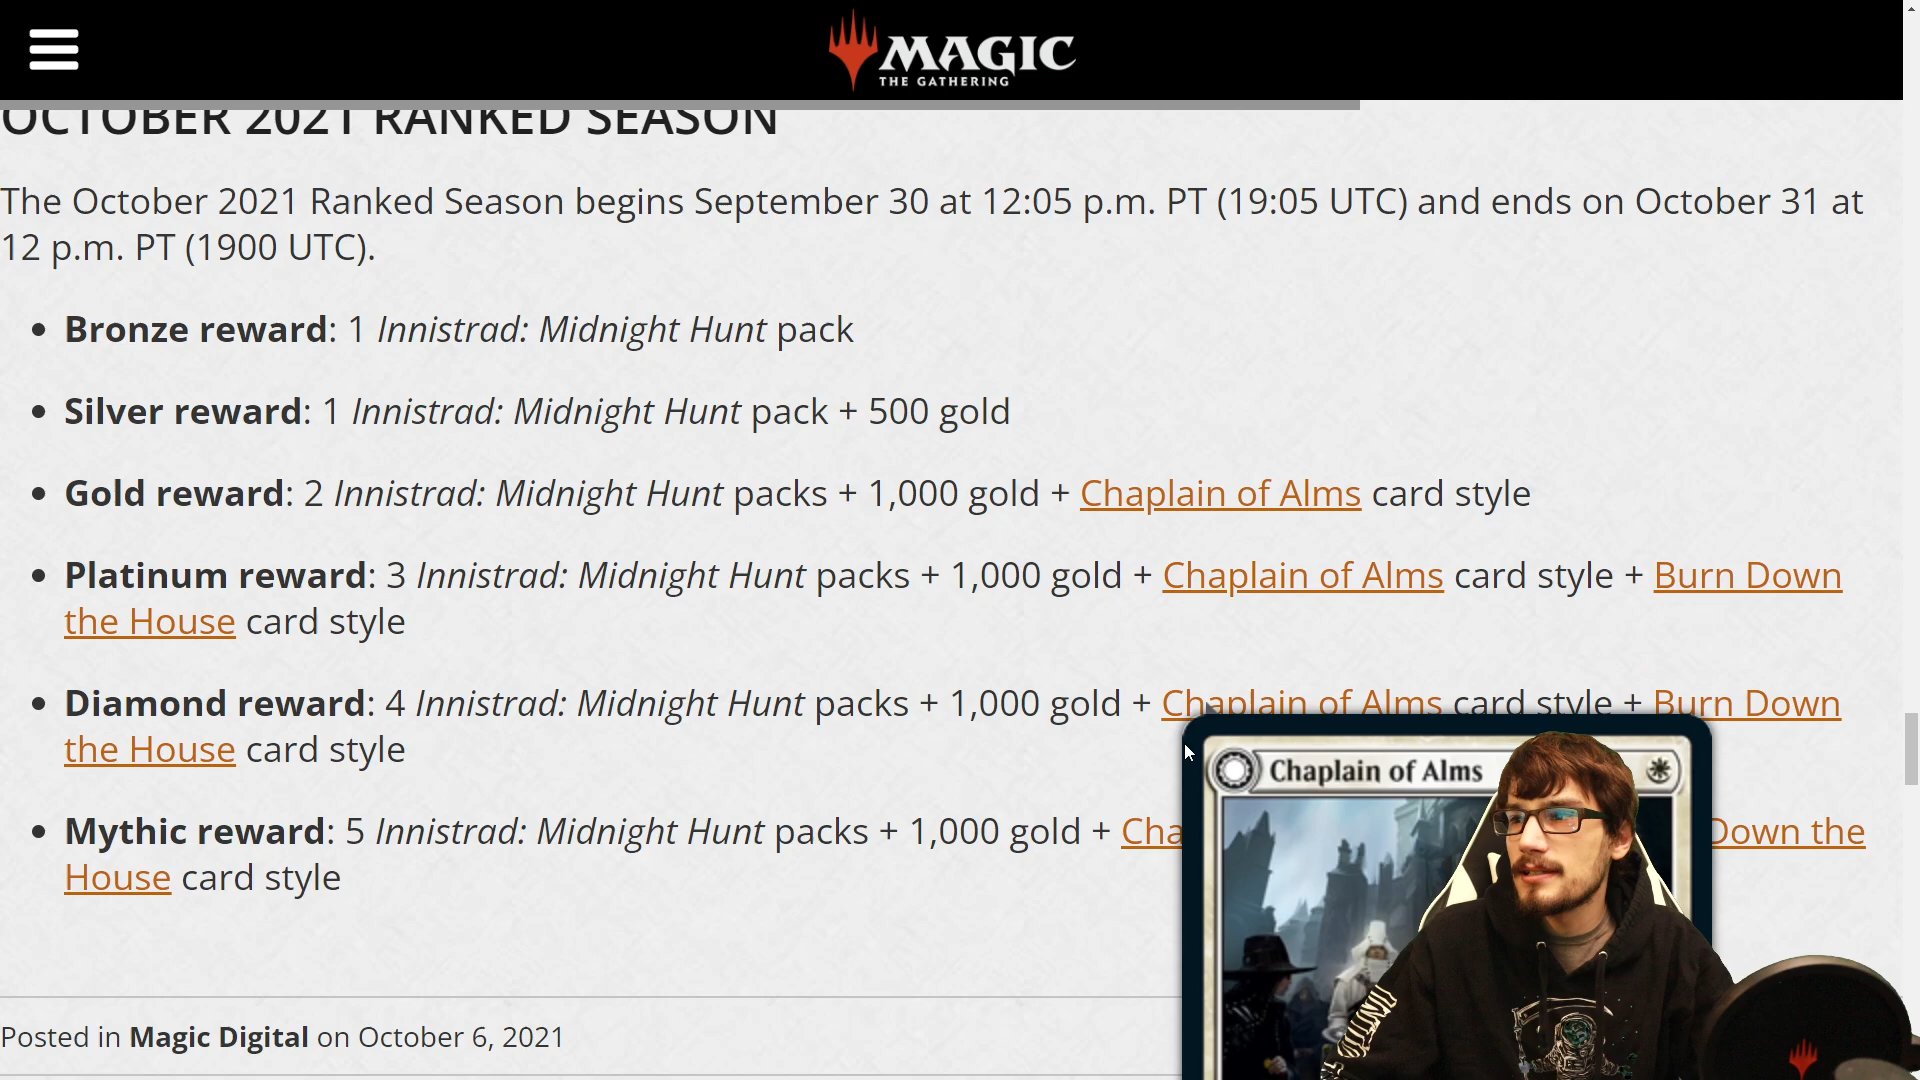 MAGIC
THE GATHERING
OCTOBER 2021 RANKED SEASON
The October 2021 Ranked Season begins September 30 at 12:05 p.m. PT (19:05 UTC) and ends on October 31 at
12 p.m. PT (1900 UTC).
Bronze reward: 1 Innistrad: Midnight Hunt pack
Silver reward: 1 Innistrad: Midnight Hunt pack + 500 gold
Gold reward: 2 Innistrad: Midnight Hunt packs + 1,000 gold + Chaplain of Alms card style
Platinum reward: 3 Innistrad: Midnight Hunt packs + 1,000 gold + Chaplain of Alms card style + Burn Down
the House card style
Diamond reward: 4 Innistrad: Midnight Hunt packs + 1,000 gold + Chaplain of Alms card style + Burn Down
the House card style
Chaplain of Alms
Mythic reward: 5 Innistrad: Midnight Hunt packs + 1,000 gold + Cha Down the
House card style
Posted in Magic Digital on October 6, 2021